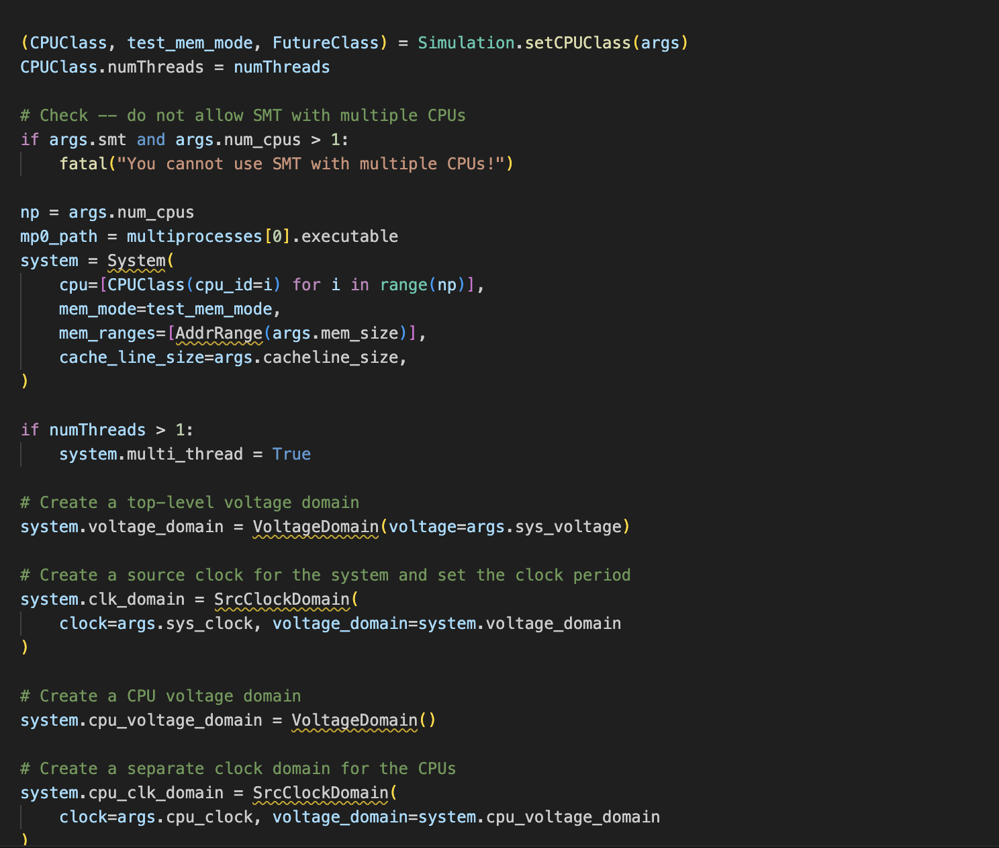 (CPUClass, test_mem_mode, FutureClass) = Simulation.setCPUClass(args)
CPUClass.numThreads = numThreads
# Check -- do not allow SMT with multiple CPUs
if args.smt and args.num_cpus > 1:
    fatal("You cannot use SMT with multiple CPUs!")
np = args.num_cpus
mp0_path = multiprocesses[0].executable
system = System(
    cpu=[CPUClass(cpu_id=i) for i in range(np)],
    mem_mode=test_mem_mode,
    mem_ranges=[AddrRange(args.mem_size)],
    cache_line_size=args.cacheline_size,
)
if numThreads > 1:
    system.multi_thread = True
# Create a top-level voltage domain
system.voltage_domain = VoltageDomain(voltage=args.sys_voltage)
# Create a source clock for the system and set the clock period
system.clk_domain = SrcClockDomain(
    clock=args.sys_clock, voltage_domain=system.voltage_domain
)
# Create a CPU voltage domain
system.cpu_voltage_domain = VoltageDomain()
# Create a separate clock domain for the CPUs
system.cpu_clk_domain = SrcClockDomain(
    clock=args.cpu_clock, voltage_domain=system.cpu_voltage_domain
)